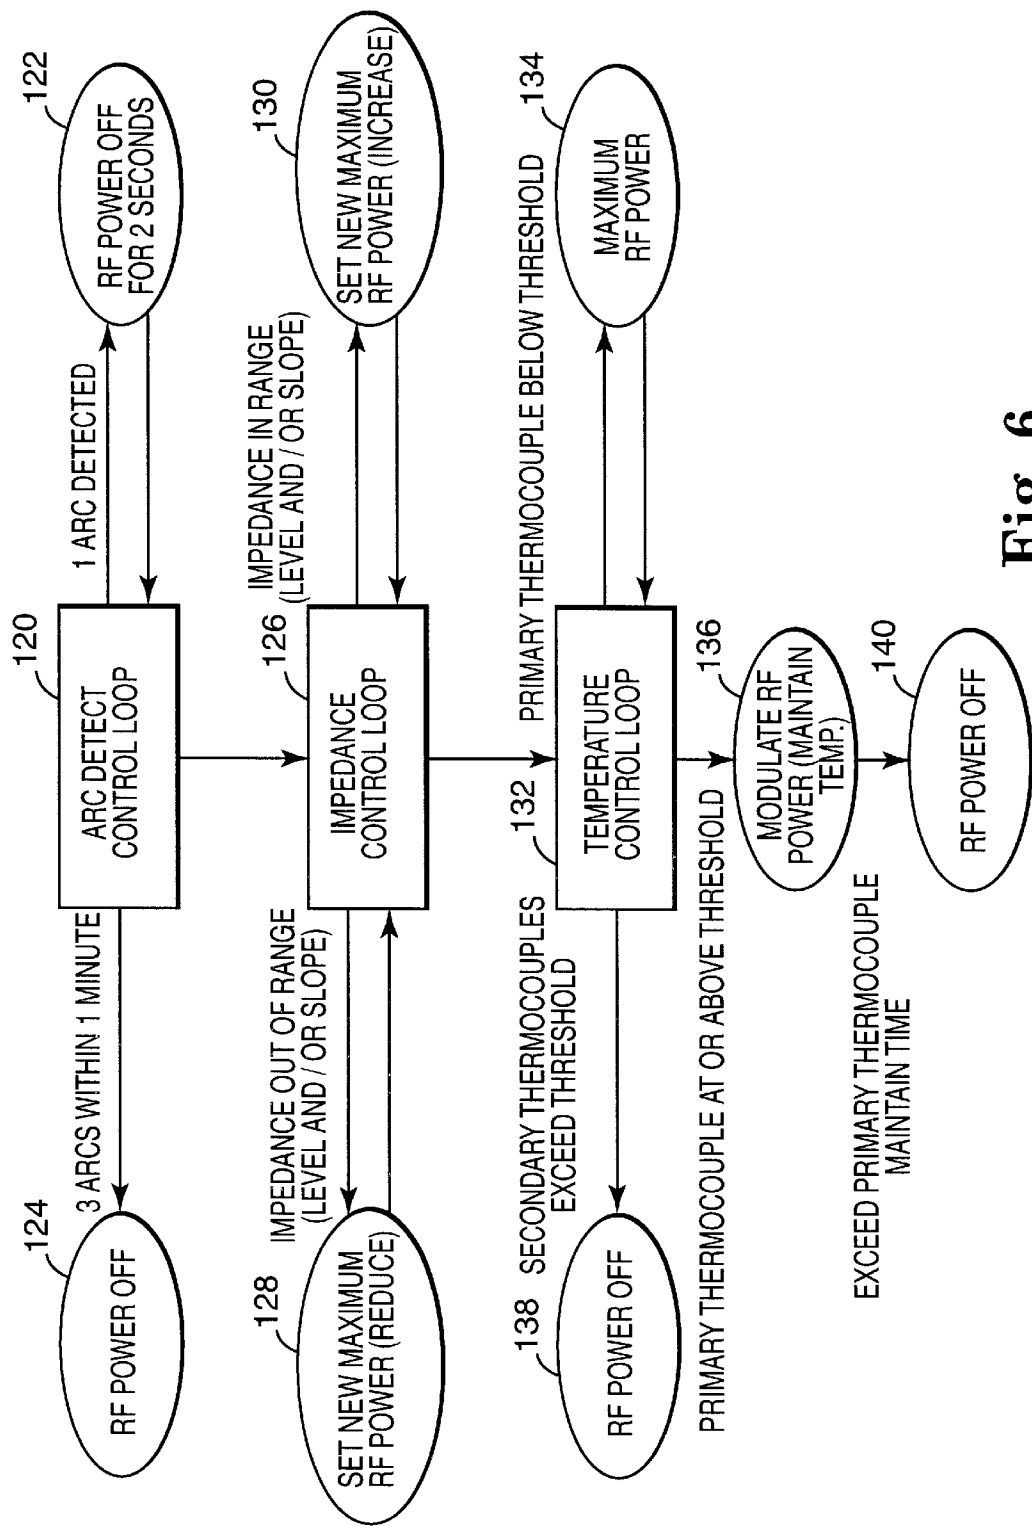 124
RF POWER OFF
3 ARCS WITHIN 1 MINUTE
120
ARC DETECT
CONTROL LOOP
1 ARC DETECTED
122
RF POWER OFF
FOR 2 SECONDS
128
SET NEW MAXIMUM
RF POWER (REDUCE)
IMPEDANCE OUT OF RANGE
(LEVEL AND / OR SLOPE)
126
IMPEDANCE
CONTROL LOOP
IMPEDANCE IN RANGE
(LEVEL AND / OR SLOPE)
130
SET NEW MAXIMUM
RF POWER (INCREASE)
138
RF POWER OFF
SECONDARY THERMOCOUPLES
EXCEED THRESHOLD
132
TEMPERATURE
CONTROL LOOP
PRIMARY THERMOCOUPLE BELOW THRESHOLD
134
MAXIMUM
RF POWER
PRIMARY THERMOCOUPLE AT OR ABOVE THRESHOLD
136
MODULATE RF
POWER (MAINTAIN
TEMP.)
EXCEED PRIMARY THERMOCOUPLE
MAINTAIN TIME
140
RF POWER OFF
Fig. 6